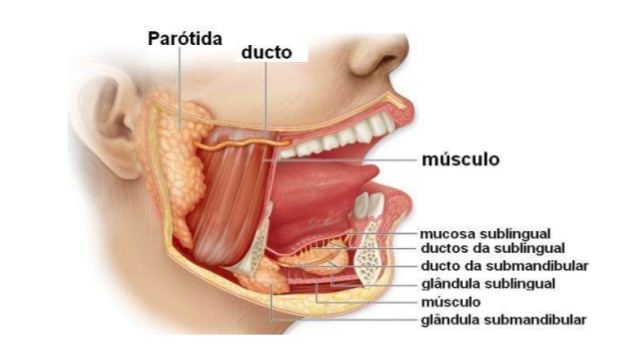 Parótida
ducto
músculo
mucosa sublingual
ductos da sublingual
ducto da submandibular
glândula sublingual
músculo
glândula submandibular